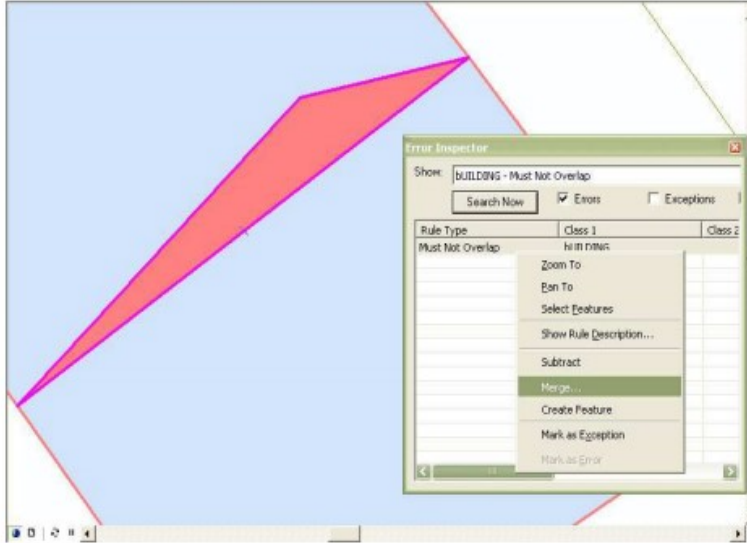 Error Inspector
Show: bUILDING - Must Not Overlap
Search Now Errors Exceptions
Rule Type Class 1 Class 2
Must Not Overlap bUILDING
Zoom To
Pan To
Select Features
Show Rule Description...
Subtract
Merge...
Create Feature
Mark as Exception
Mark as Error